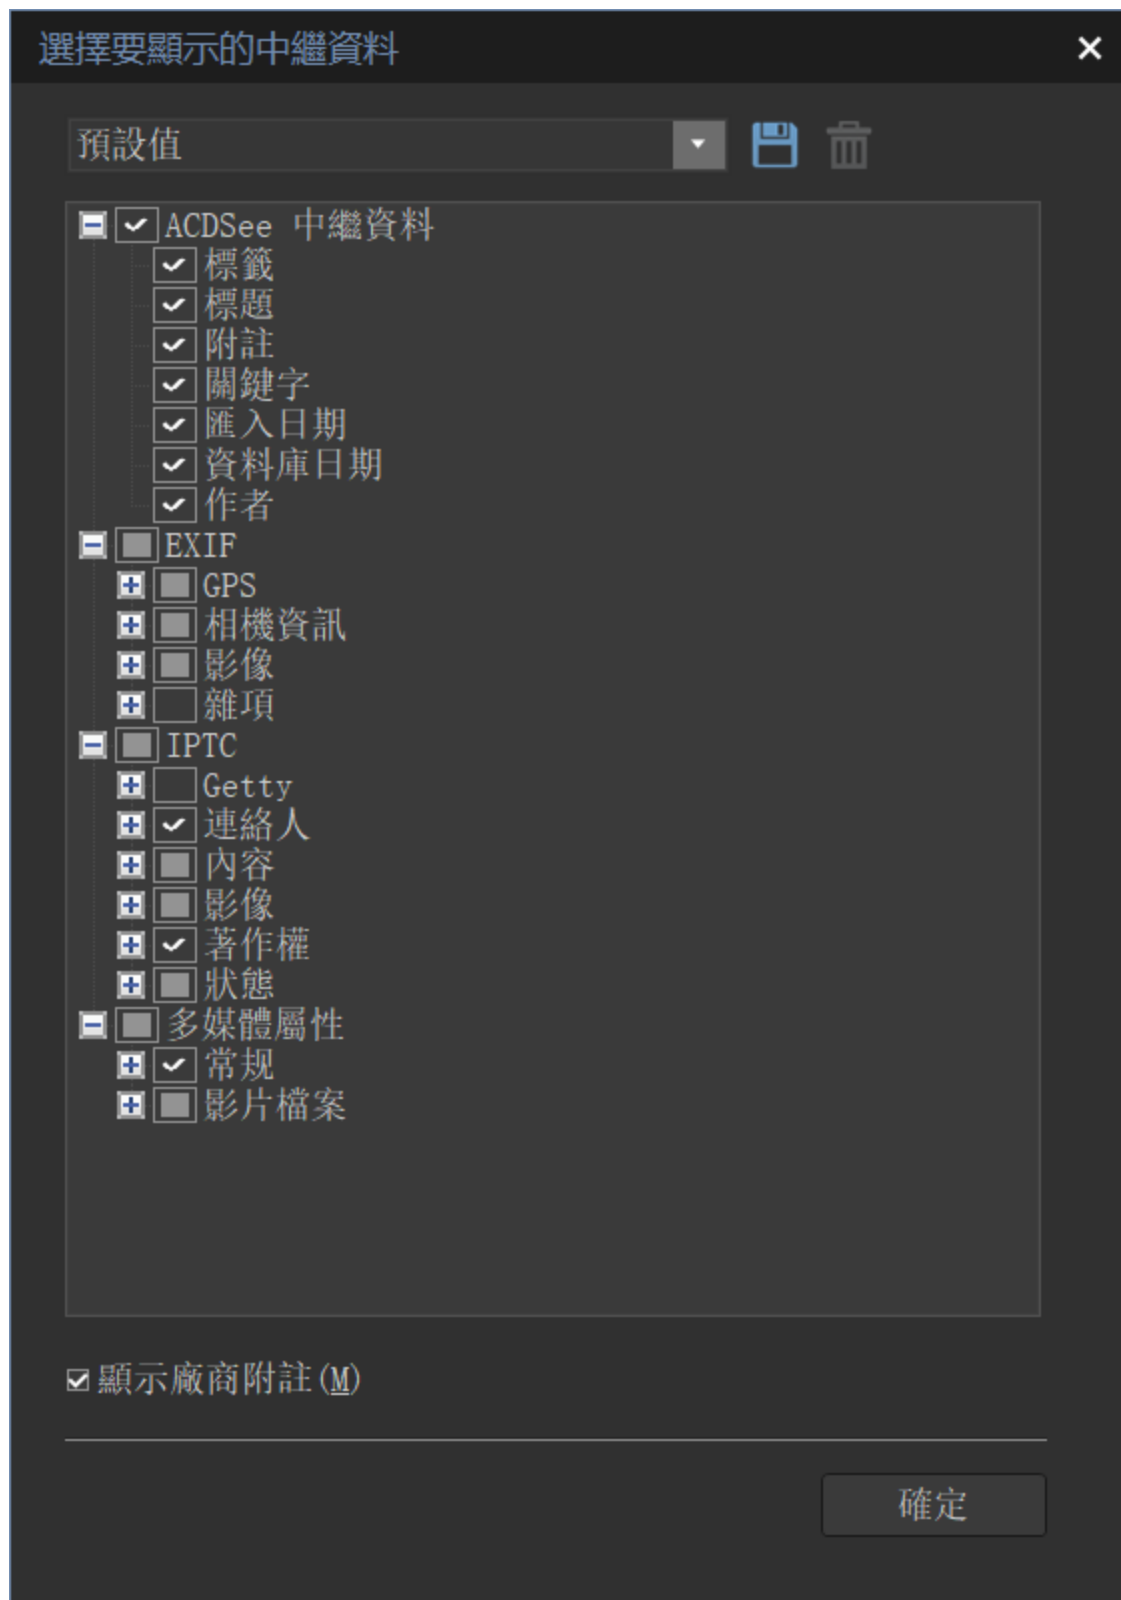 選擇要顯示的中繼資料
預設值
ACDSee 中繼資料
標籤
標題
附註
關鍵字
匯入日期
資料庫日期
作者
EXIF
GPS
相機資訊
影像
雜項
IPTC
Getty
連絡人
內容
影像
著作權
狀態
多媒體屬性
常规
影片檔案
顯示廠商附註(M)
確定